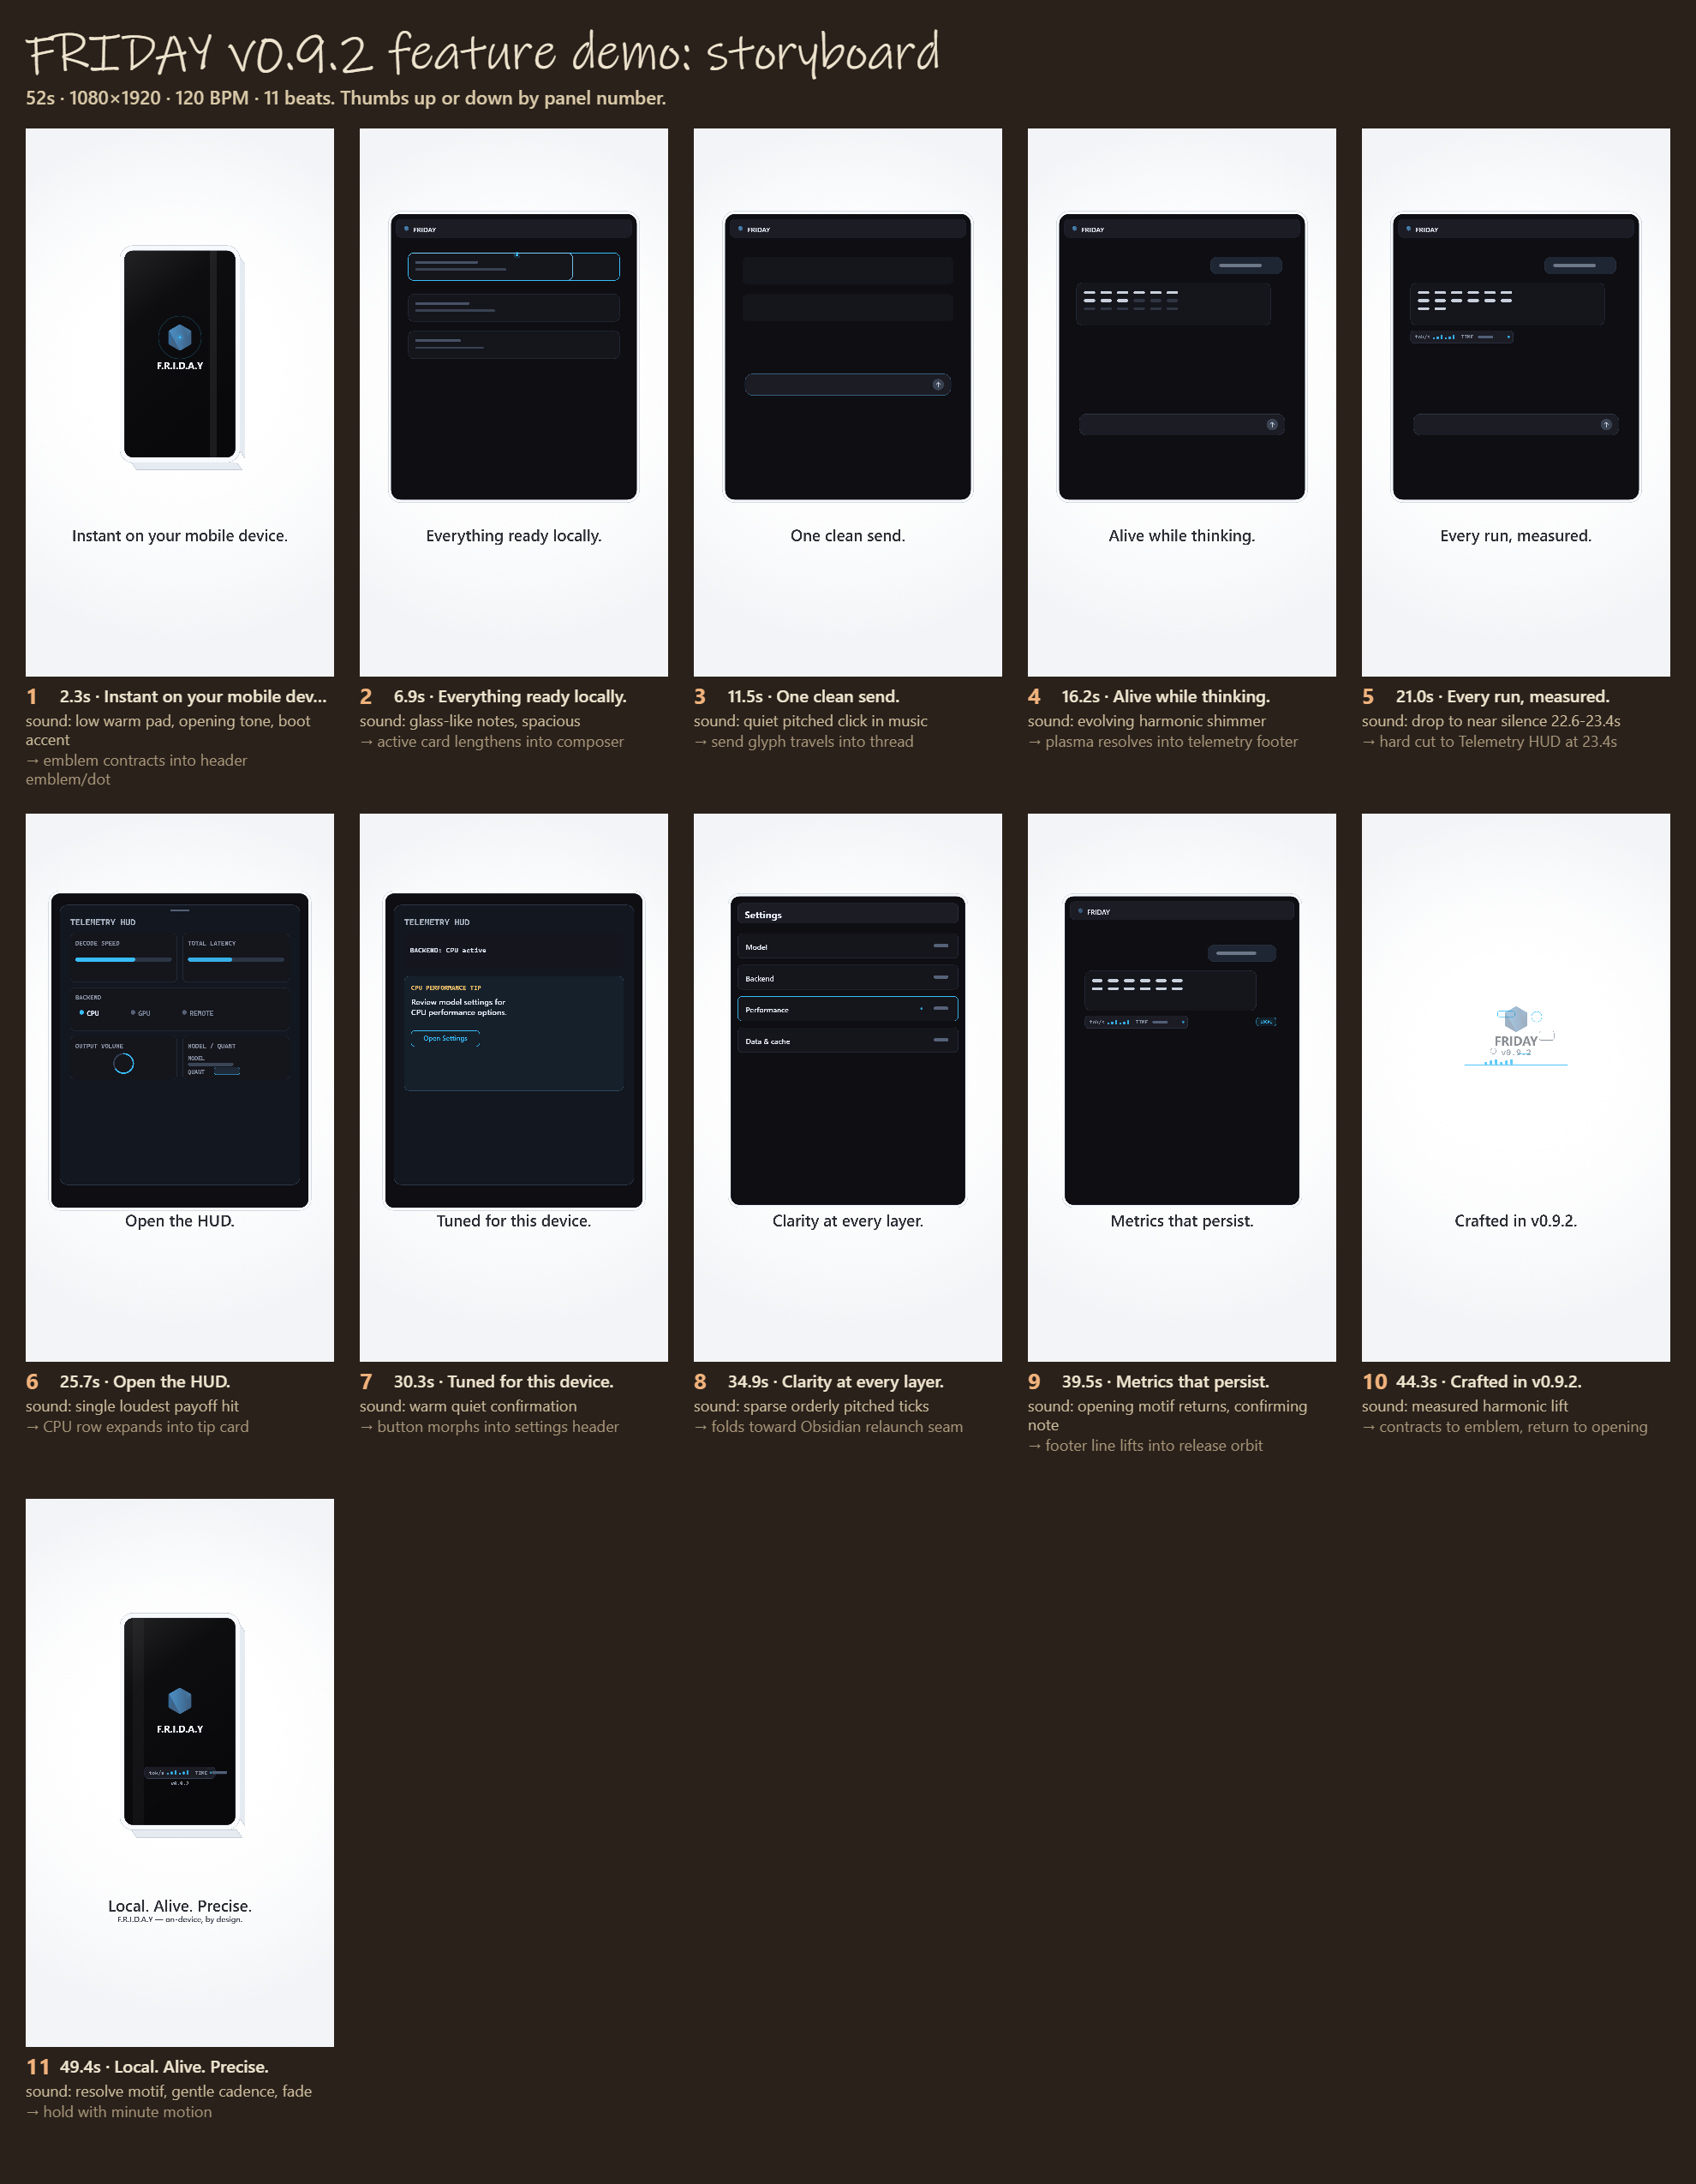 FRIDAY v0.9.2 feature demo: storyboard
52s · 1080×1920 · 120 BPM · 11 beats. Thumbs up or down by panel number.
F.R.I.D.A.Y
Instant on your mobile device.
1 2.3s · Instant on your mobile dev...
sound: low warm pad, opening tone, boot
accent
→ emblem contracts into header
emblem/dot
FRIDAY
Everything ready locally.
2 6.9s · Everything ready locally.
sound: glass-like notes, spacious
→ active card lengthens into composer
FRIDAY
One clean send.
3 11.5s · One clean send.
sound: quiet pitched click in music
→ send glyph travels into thread
FRIDAY
Alive while thinking.
4 16.2s · Alive while thinking.
sound: evolving harmonic shimmer
→ plasma resolves into telemetry footer
FRIDAY
tok/s TIME
Every run, measured.
5 21.0s · Every run, measured.
sound: drop to near silence 22.6-23.4s
→ hard cut to Telemetry HUD at 23.4s
TELEMETRY HUD
DECODE SPEED
TOTAL LATENCY
BACKEND
CPU GPU REMOTE
OUTPUT VOLUME
MODEL / QUANT
MODEL
QUANT
Open the HUD.
6 25.7s · Open the HUD.
sound: single loudest payoff hit
→ CPU row expands into tip card
TELEMETRY HUD
BACKEND: CPU active
CPU PERFORMANCE TIP
Review model settings for
CPU performance options.
Open Settings
Tuned for this device.
7 30.3s · Tuned for this device.
sound: warm quiet confirmation
→ button morphs into settings header
Settings
Model
Backend
Performance
Data & cache
Clarity at every layer.
8 34.9s · Clarity at every layer.
sound: sparse orderly pitched ticks
→ folds toward Obsidian relaunch seam
FRIDAY
tok/s TIME
LOCAL
Metrics that persist.
9 39.5s · Metrics that persist.
sound: opening motif returns, confirming
note
→ footer line lifts into release orbit
FRIDAY
v0.9.2
Crafted in v0.9.2.
10 44.3s · Crafted in v0.9.2.
sound: measured harmonic lift
→ contracts to emblem, return to opening
F.R.I.D.A.Y
tok/s TIME
v0.9.2
Local. Alive. Precise.
F.R.I.D.A.Y — on-device, by design.
11 49.4s · Local. Alive. Precise.
sound: resolve motif, gentle cadence, fade
→ hold with minute motion